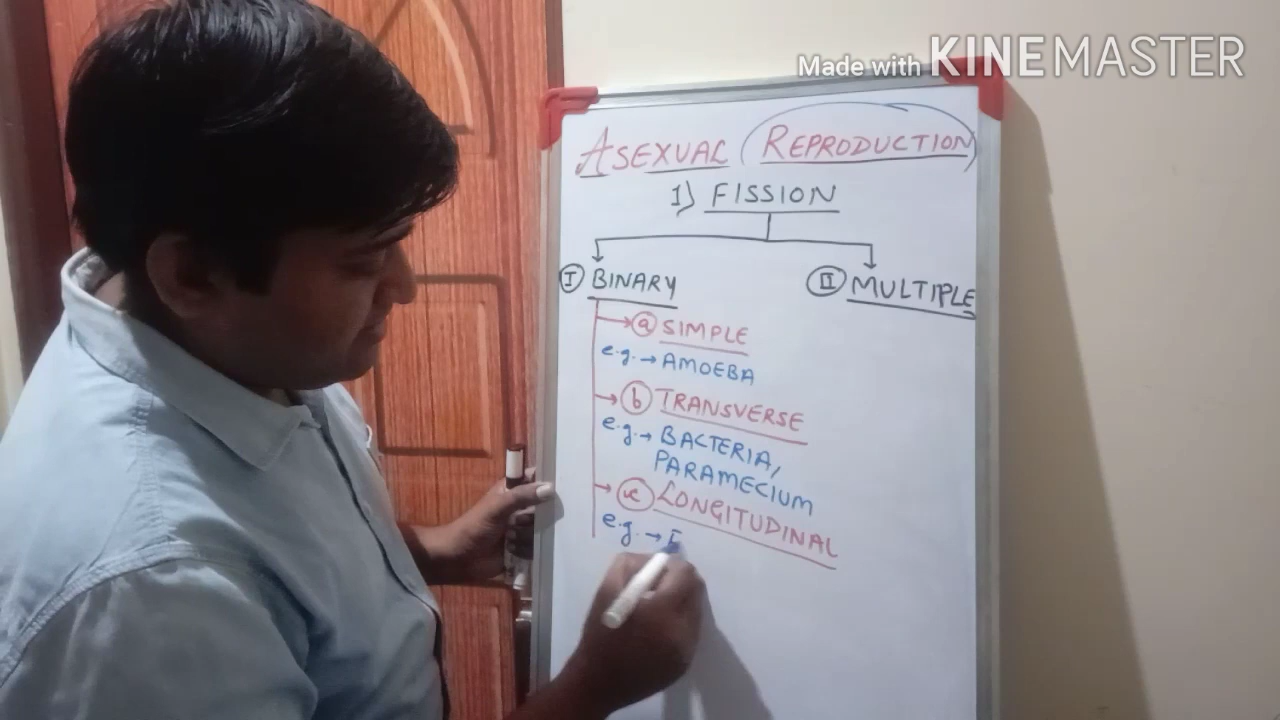 Made with KINEMASTER
ASEXUAL REPRODUCTION
1) FISSION
I BINARY
II MULTIPLE
a SIMPLE
e.g. → AMOEBA
b TRANSVERSE
e.g. → BACTERIA,
PARAMECIUM
c LONGITUDINAL
e.g. →